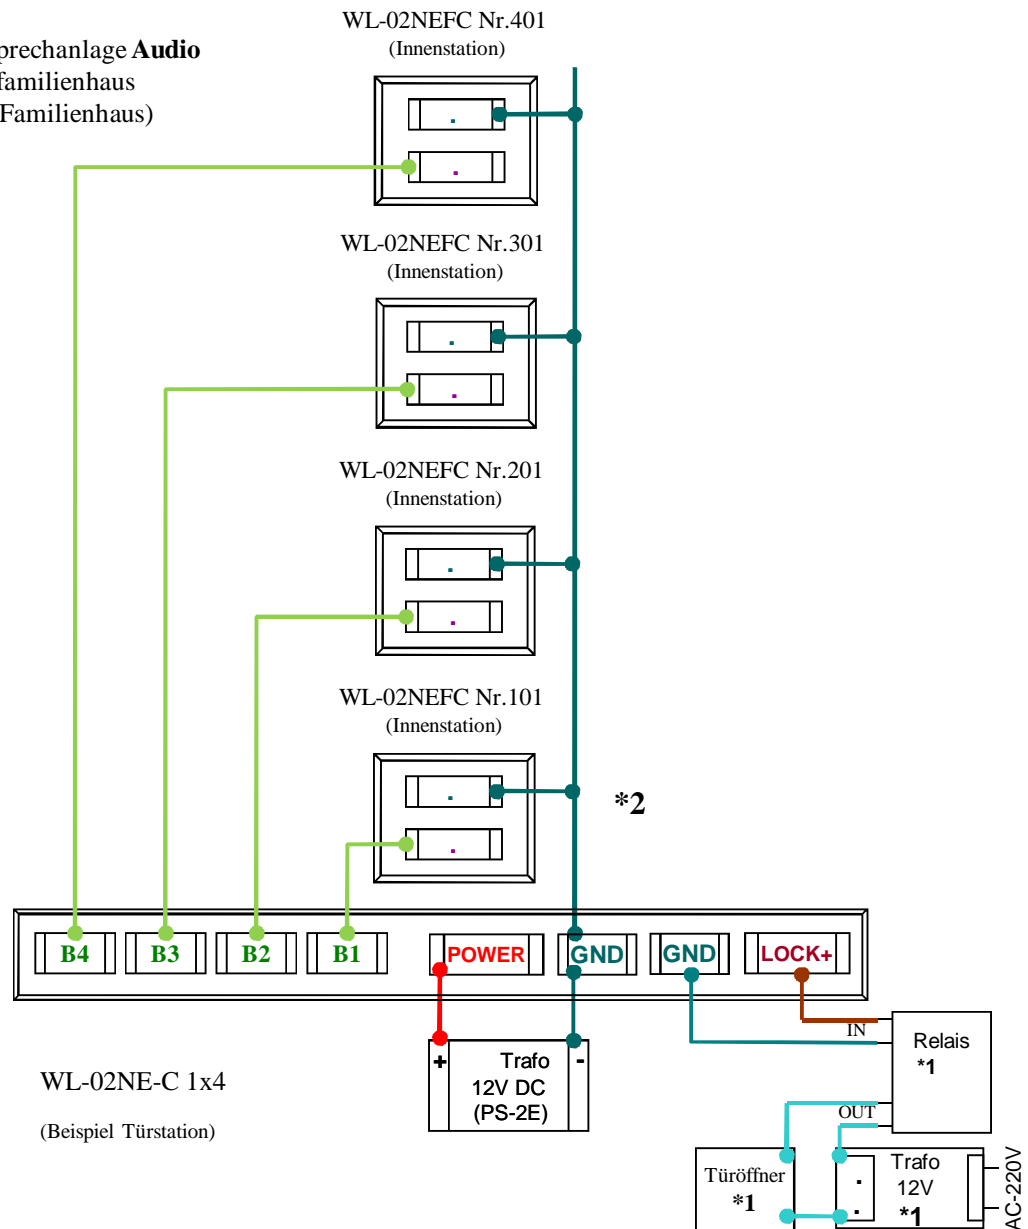 WL-02NEFC Nr.401
(Innenstation)
prechanlage Audio
familienhaus
Familienhaus)
WL-02NEFC Nr.301
(Innenstation)
WL-02NEFC Nr.201
(Innenstation)
WL-02NEFC Nr.101
(Innenstation)
*2
B4 B3 B2 B1 POWER GND GND LOCK+
IN
Relais
*1
OUT
+ Trafo -
12V DC
(PS-2E)
WL-02NE-C 1x4
(Beispiel Türstation)
Türöffner
*1
Trafo
12V
*1
AC-220V